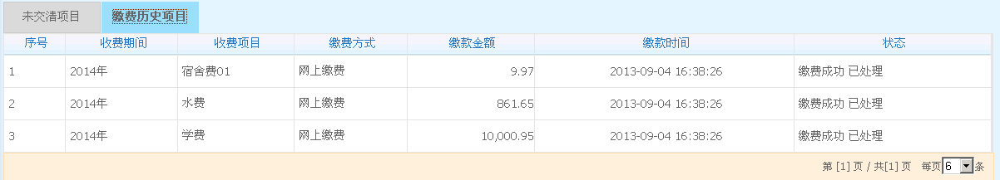 未交清项目 缴费历史项目
序号 收费期间 收费项目 缴费方式 缴款金额 缴款时间 状态
1 2014年 宿舍费01 网上缴费 9.97 2013-09-04 16:38:26 缴费成功 已处理
2 2014年 水费 网上缴费 861.65 2013-09-04 16:38:26 缴费成功 已处理
3 2014年 学费 网上缴费 10,000.95 2013-09-04 16:38:26 缴费成功 已处理
第 [1] 页 / 共[1] 页 每页 6 条